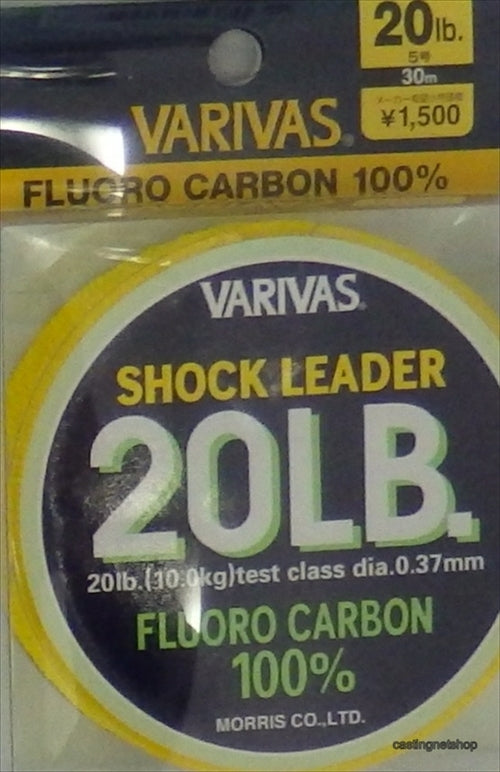 20lb.
5号
30m
¥1,500
VARIVAS®
FLUORO CARBON 100%
VARIVAS®
SHOCK LEADER
20LB.
20lb.(10.0kg)test class dia.0.37mm
FLUORO CARBON
100%
MORRIS CO.,LTD.
castingnetshop